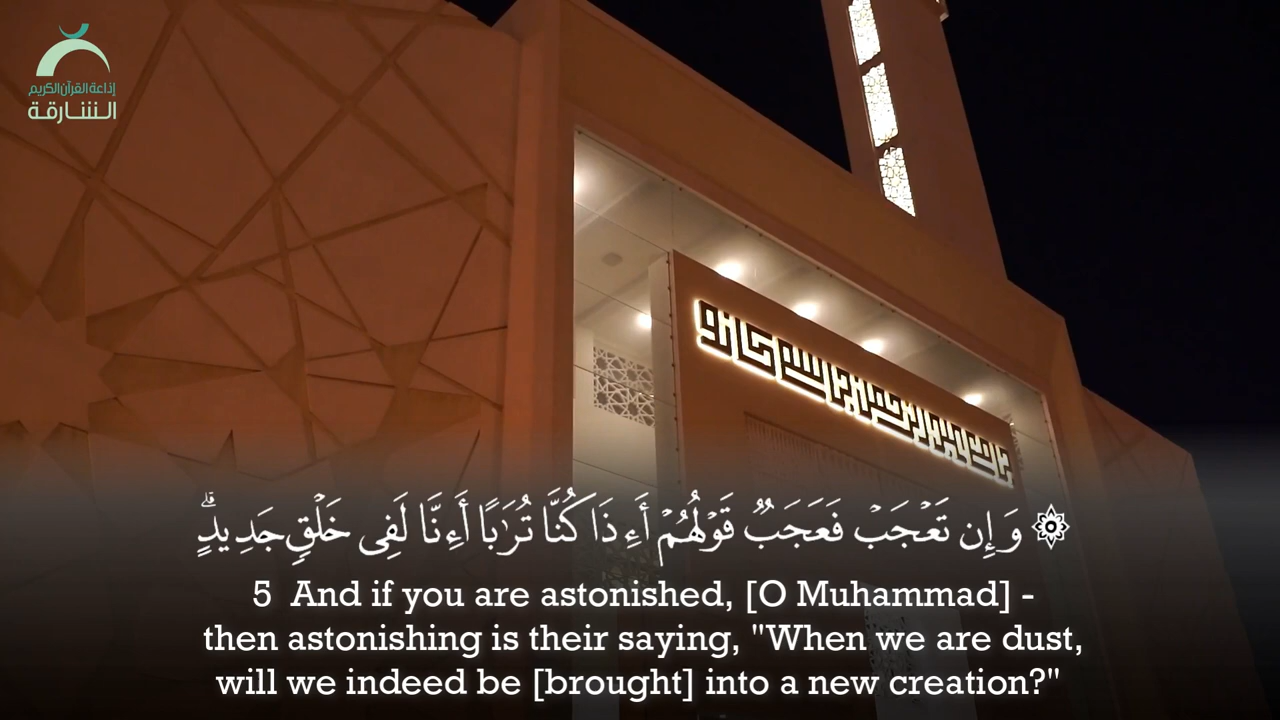 إذاعة القرآن الكريم
الشارقة
۞ وَإِن تَعۡجَبۡ فَعَجَبٞ قَوۡلُهُمۡ أَءِذَا كُنَّا تُرَٰبًا أَءِنَّا لَفِي خَلۡقٖ جَدِيدٍۗ
5 And if you are astonished, [O Muhammad] -
then astonishing is their saying, "When we are dust,
will we indeed be [brought] into a new creation?"